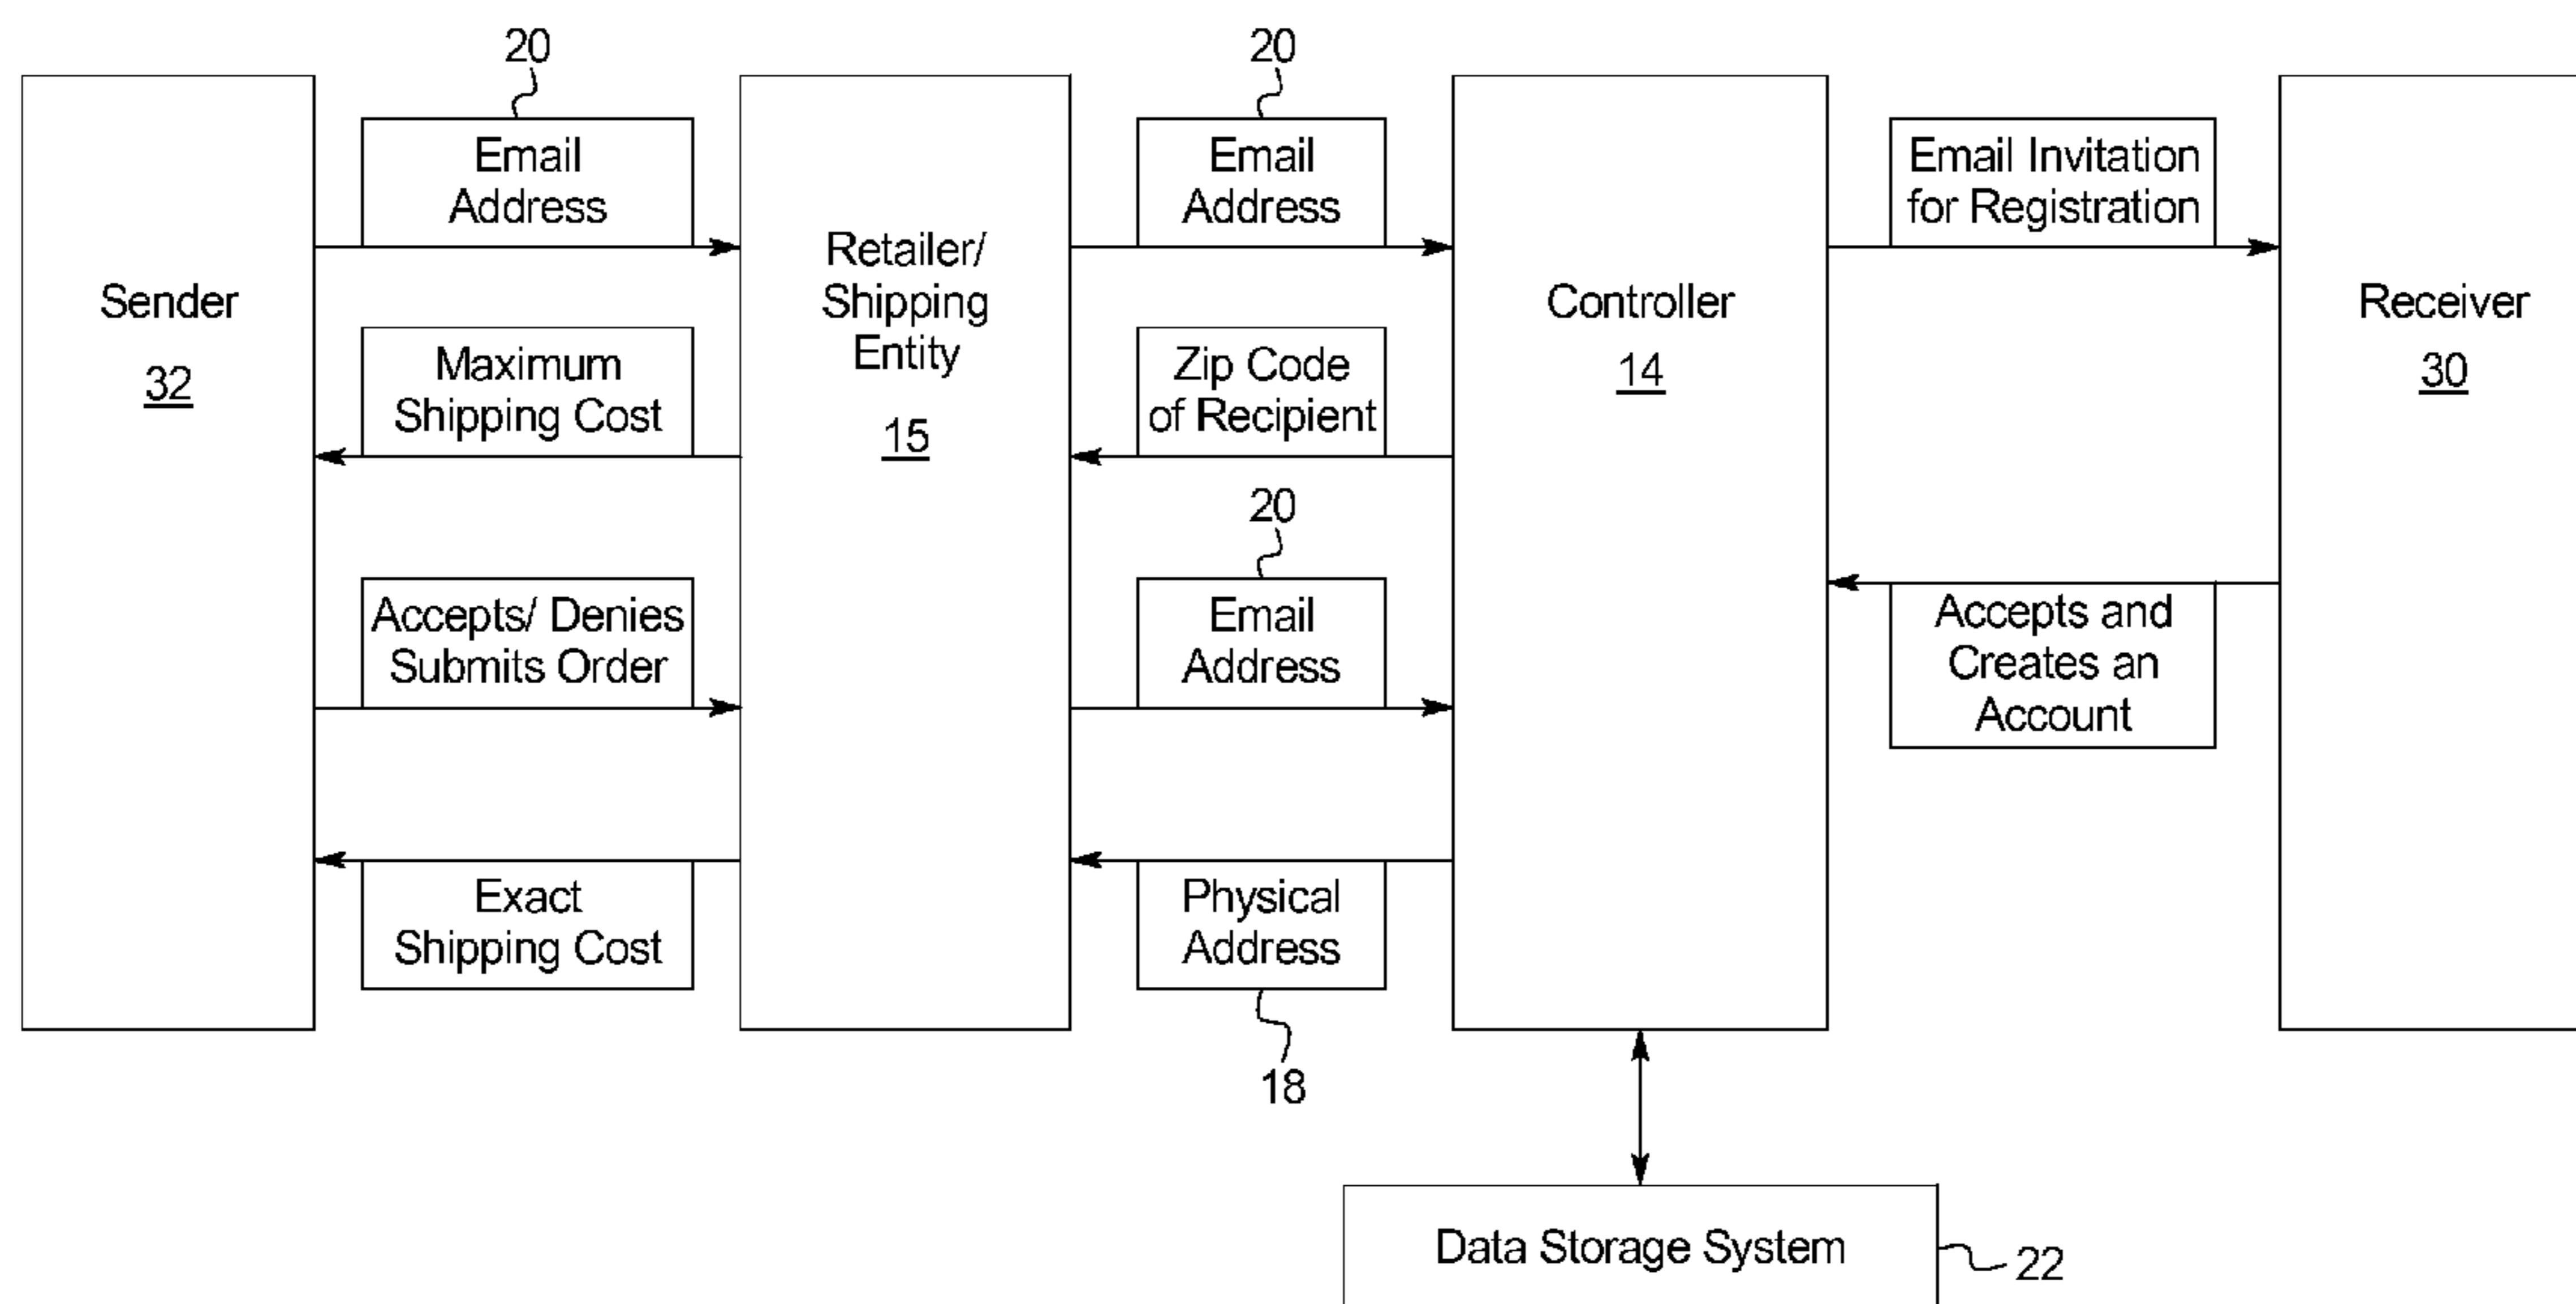 20
20
Email
Address
Email
Address
Email Invitation
for Registration
Sender
32
Retailer/
Shipping
Entity
15
Controller
14
Receiver
30
Maximum
Shipping Cost
Zip Code
of Recipient
20
Accepts/ Denies
Submits Order
Email
Address
Accepts and
Creates an
Account
Exact
Shipping Cost
Physical
Address
18
Data Storage System
22